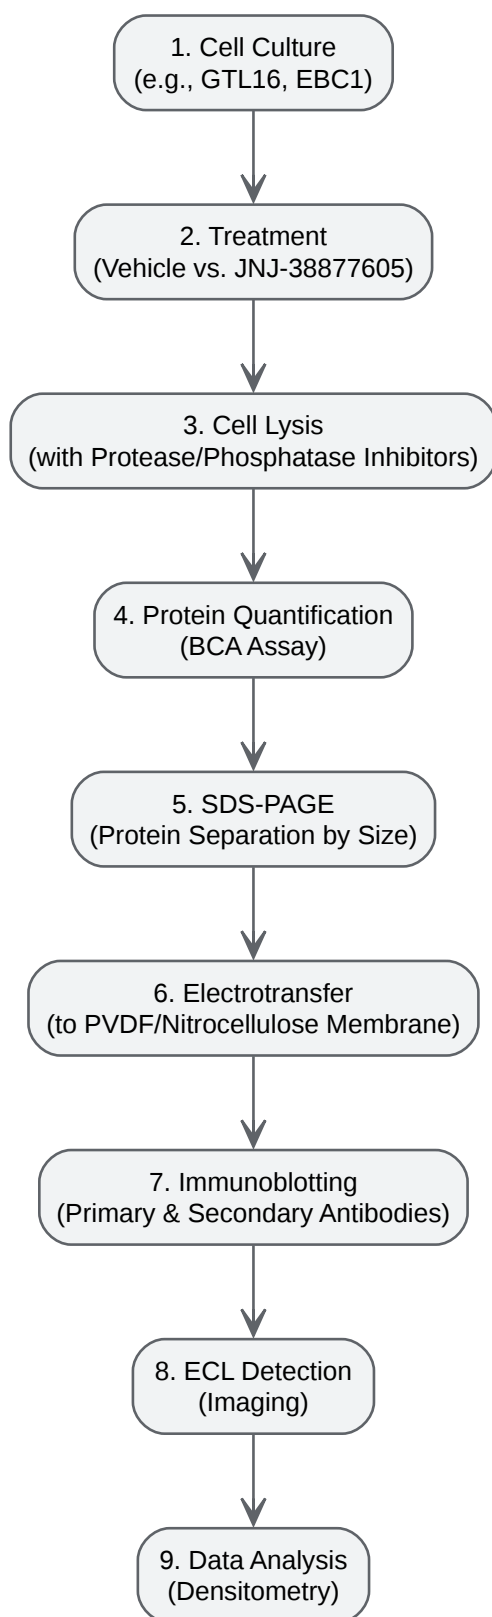 1. Cell Culture
(e.g., GTL16, EBC1)
2. Treatment
(Vehicle vs. JNJ-38877605)
3. Cell Lysis
(with Protease/Phosphatase Inhibitors)
4. Protein Quantification
(BCA Assay)
5. SDS-PAGE
(Protein Separation by Size)
6. Electrotransfer
(to PVDF/Nitrocellulose Membrane)
7. Immunoblotting
(Primary & Secondary Antibodies)
8. ECL Detection
(Imaging)
9. Data Analysis
(Densitometry)